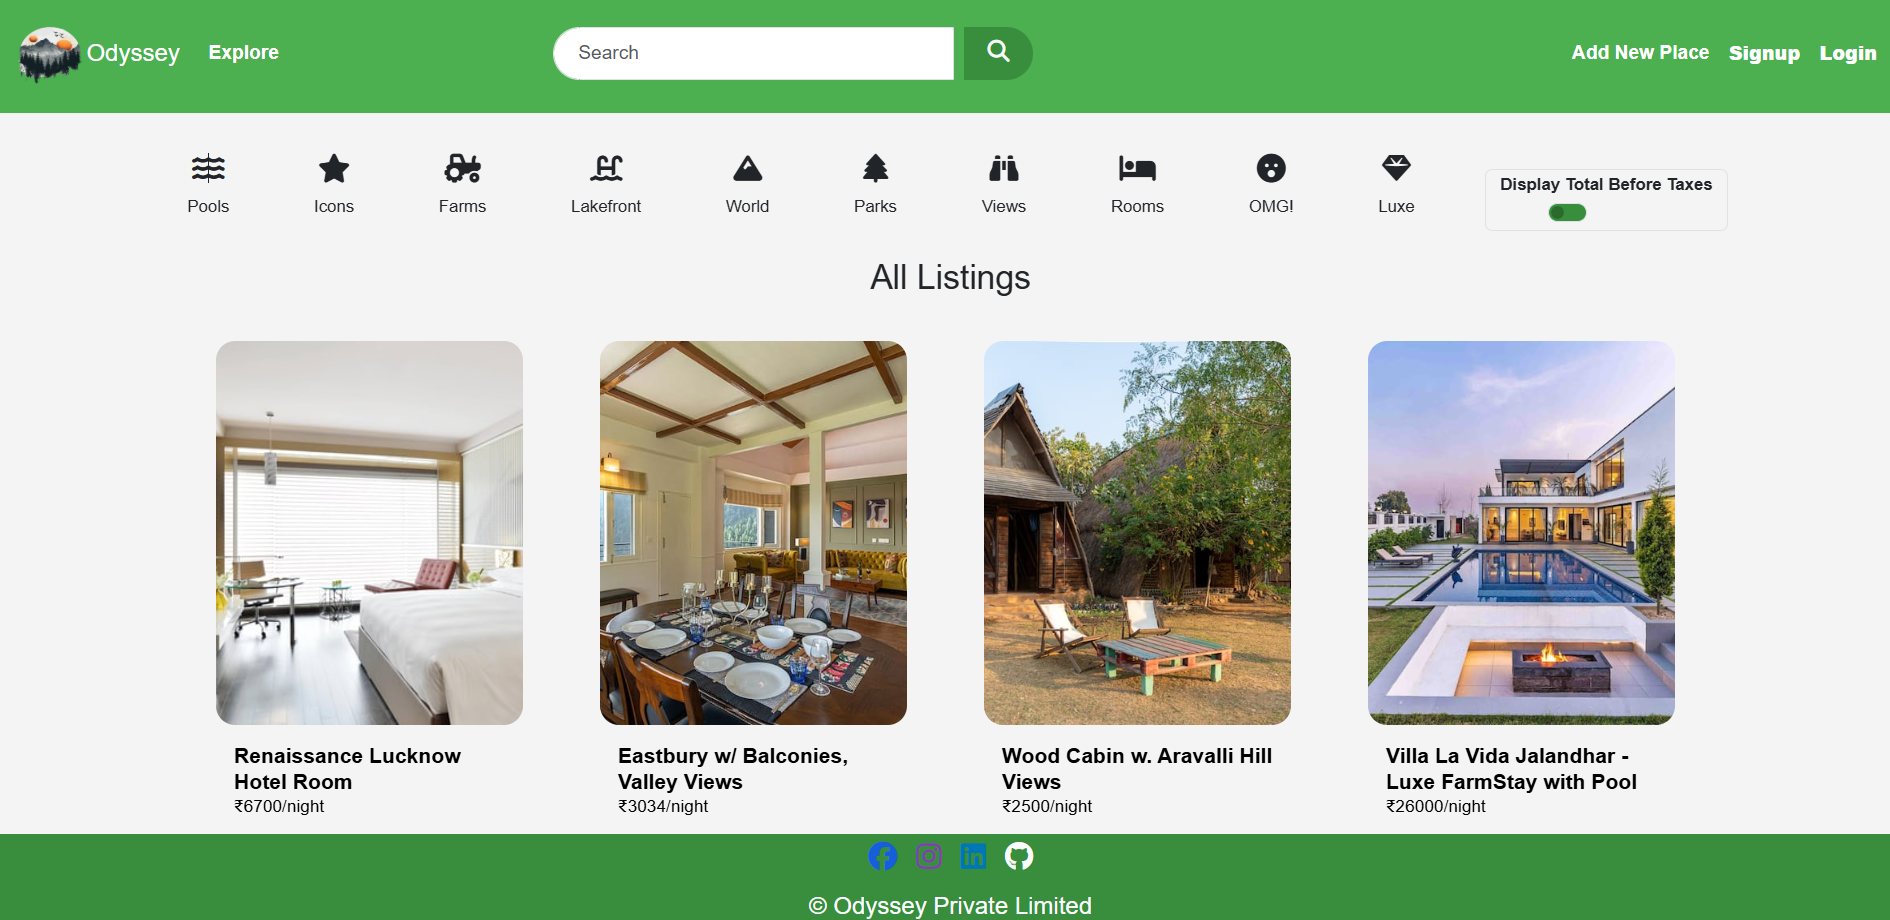 Odyssey
Explore
Search
Add New Place
Signup
Login
Pools
Icons
Farms
Lakefront
World
Parks
Views
Rooms
OMG!
Luxe
Display Total Before Taxes
All Listings
Renaissance Lucknow
Hotel Room
₹6700/night
Eastbury w/ Balconies,
Valley Views
₹3034/night
Wood Cabin w. Aravalli Hill
Views
₹2500/night
Villa La Vida Jalandhar -
Luxe FarmStay with Pool
₹26000/night
© Odyssey Private Limited